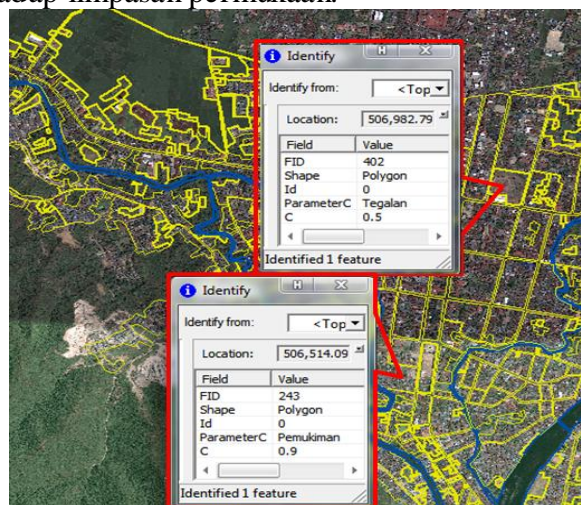 limpasan permukaan.
Identify
Identify from: <Top
Location: 506,982.79
Field Value
FID 402
Shape Polygon
Id 0
ParameterC Tegalan
C 0.5
Identified 1 feature
Identify
Identify from: <Top
Location: 506,514.09
Field Value
FID 243
Shape Polygon
Id 0
ParameterC Pemukiman
C 0.9
Identified 1 feature